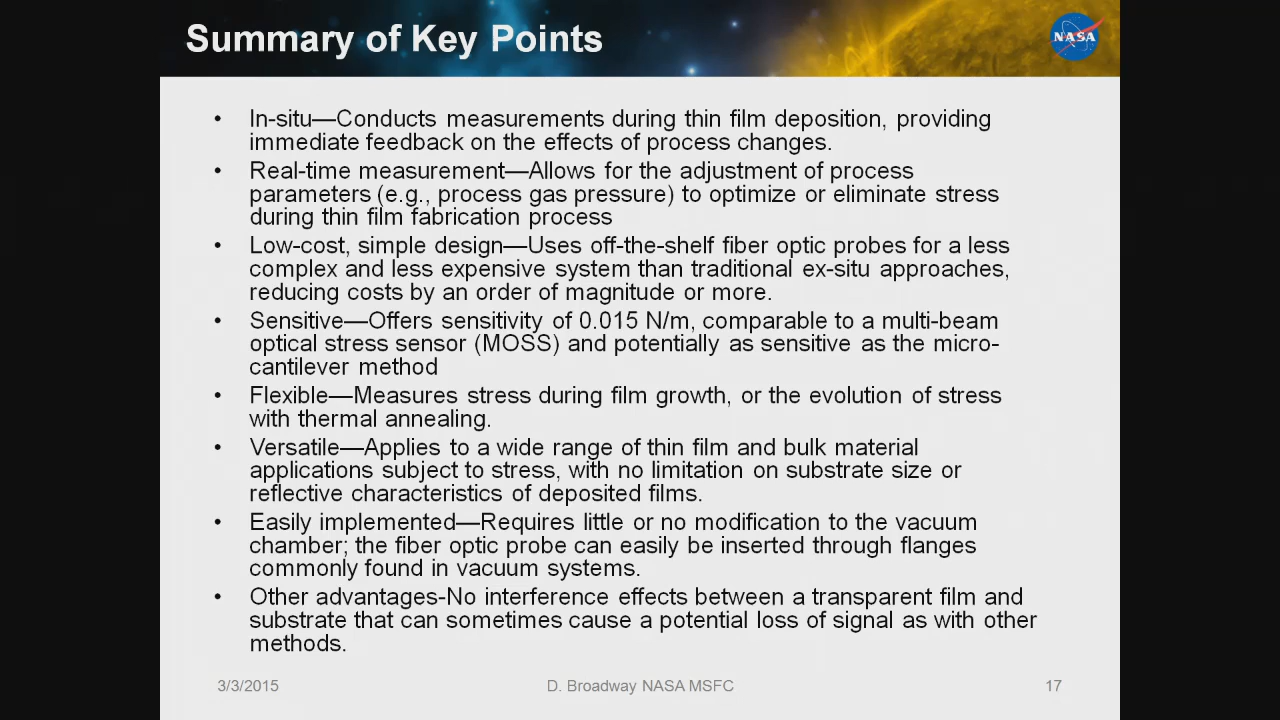 Summary of Key Points
NASA
• In-situ—Conducts measurements during thin film deposition, providing
immediate feedback on the effects of process changes.
• Real-time measurement—Allows for the adjustment of process
parameters (e.g., process gas pressure) to optimize or eliminate stress
during thin film fabrication process
• Low-cost, simple design—Uses off-the-shelf fiber optic probes for a less
complex and less expensive system than traditional ex-situ approaches,
reducing costs by an order of magnitude or more.
• Sensitive—Offers sensitivity of 0.015 N/m, comparable to a multi-beam
optical stress sensor (MOSS) and potentially as sensitive as the micro-
cantilever method
• Flexible—Measures stress during film growth, or the evolution of stress
with thermal annealing.
• Versatile—Applies to a wide range of thin film and bulk material
applications subject to stress, with no limitation on substrate size or
reflective characteristics of deposited films.
• Easily implemented—Requires little or no modification to the vacuum
chamber; the fiber optic probe can easily be inserted through flanges
commonly found in vacuum systems.
• Other advantages-No interference effects between a transparent film and
substrate that can sometimes cause a potential loss of signal as with other
methods.
3/3/2015 D. Broadway NASA MSFC 17